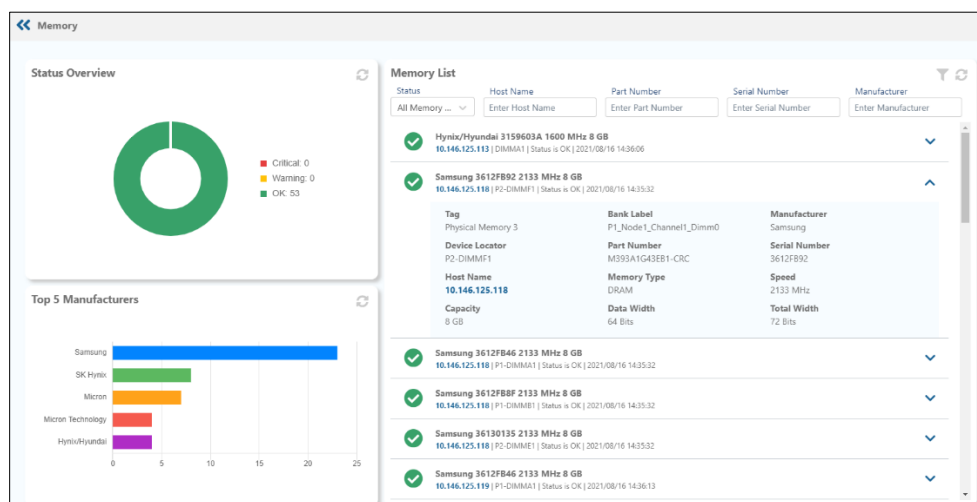 Memory
Status Overview
Critical: 0
Warning: 0
OK: 53
Top 5 Manufacturers
Samsung
SK Hynix
Micron
Micron Technology
Hynix/Hyundai
0 5 10 15 20 25
Memory List
Status Host Name Part Number Serial Number Manufacturer
All Memory ... Enter Host Name Enter Part Number Enter Serial Number Enter Manufacturer
Hynix/Hyundai 3159603A 1600 MHz 8 GB
10.146.125.113 | DIMMA1 | Status is OK | 2021/08/16 14:36:06
Samsung 3612FB92 2133 MHz 8 GB
10.146.125.118 | P2-DIMMF1 | Status is OK | 2021/08/16 14:35:32
Tag Bank Label Manufacturer
Physical Memory 3 P1_Node1_Channel1_Dimm0 Samsung
Device Locator Part Number Serial Number
P2-DIMMF1 M393A1G43EB1-CRC 3612FB92
Host Name Memory Type Speed
10.146.125.118 DRAM 2133 MHz
Capacity Data Width Total Width
8 GB 64 Bits 72 Bits
Samsung 3612FB46 2133 MHz 8 GB
10.146.125.118 | P1-DIMMA1 | Status is OK | 2021/08/16 14:35:32
Samsung 3612FB8F 2133 MHz 8 GB
10.146.125.118 | P1-DIMMB1 | Status is OK | 2021/08/16 14:35:32
Samsung 36130135 2133 MHz 8 GB
10.146.125.118 | P2-DIMME1 | Status is OK | 2021/08/16 14:35:32
Samsung 3612FB46 2133 MHz 8 GB
10.146.125.119 | P1-DIMMA1 | Status is OK | 2021/08/16 14:36:13